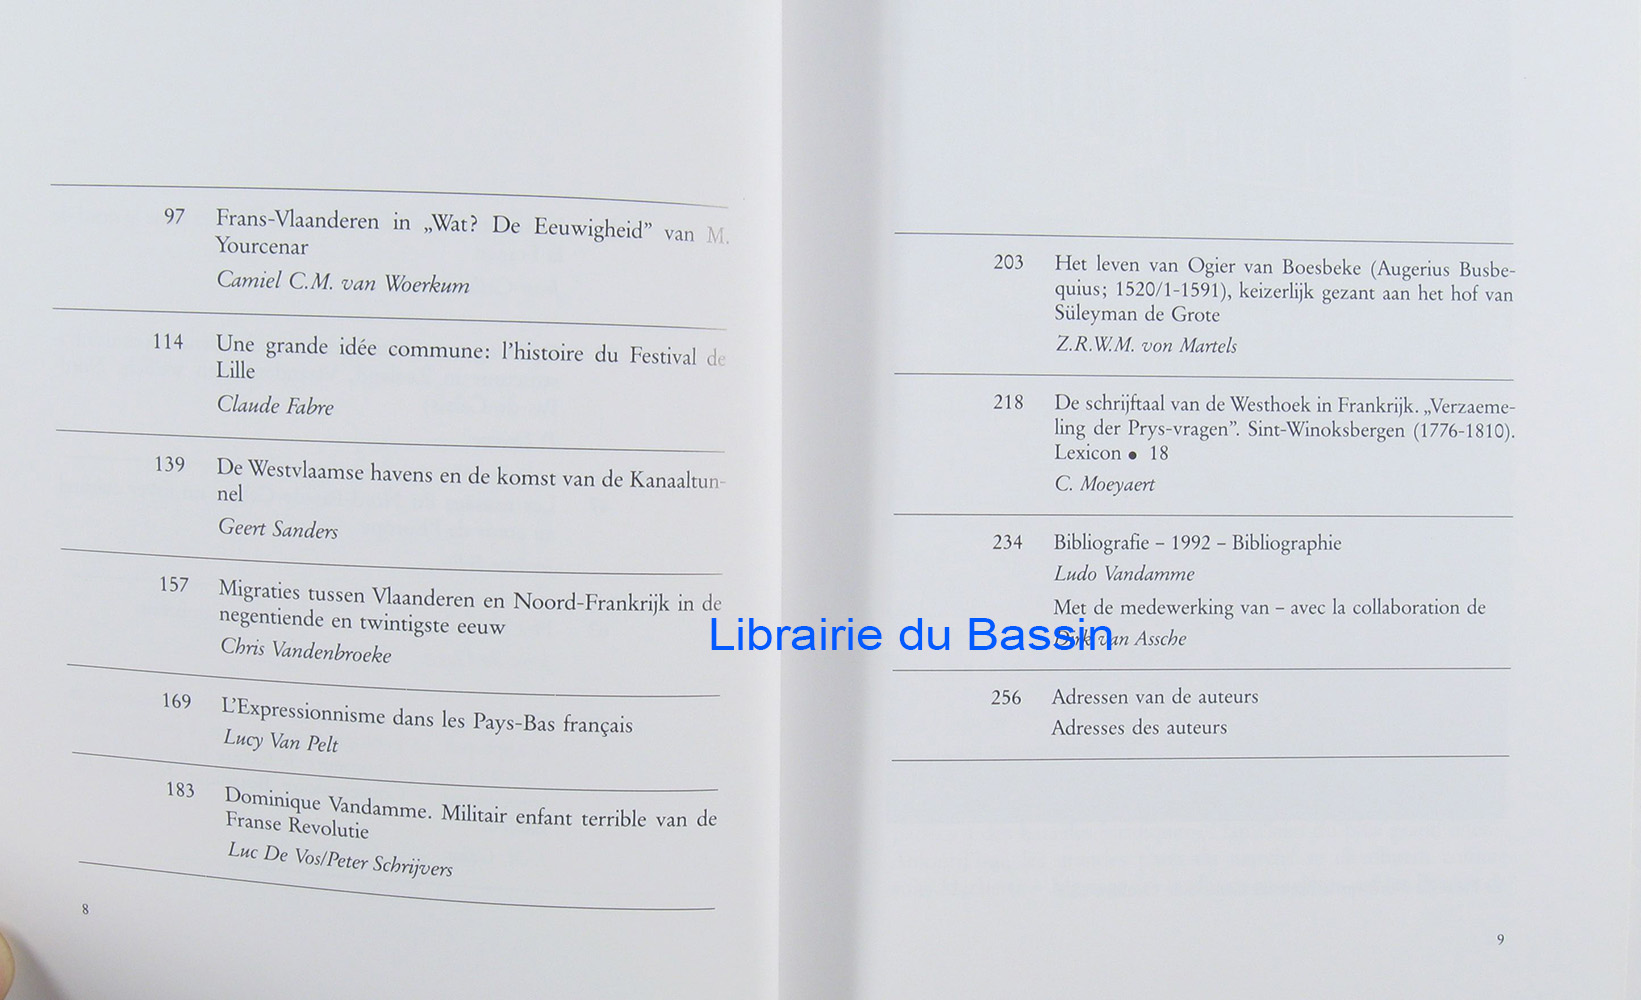 97 Frans-Vlaanderen in „Wat? De Eeuwigheid” van M.
Yourcenar
Camiel C.M. van Woerkum
114 Une grande idée commune: l’histoire du Festival de
Lille
Claude Fabre
139 De Westvlaamse havens en de komst van de Kanaaltun-
nel
Geert Sanders
157 Migraties tussen Vlaanderen en Noord-Frankrijk in de
negentiende en twintigste eeuw
Chris Vandenbroeke
169 L’Expressionnisme dans les Pays-Bas français
Lucy Van Pelt
183 Dominique Vandamme. Militair enfant terrible van de
Franse Revolutie
Luc De Vos/Peter Schrijvers
8
203 Het leven van Ogier van Boesbeke (Augerius Busbe-
quius; 1520/1-1591), keizerlijk gezant aan het hof van
Süleyman de Grote
Z.R.W.M. von Martels
218 De schrijftaal van de Westhoek in Frankrijk. „Verzaeme-
ling der Prys-vragen”. Sint-Winoksbergen (1776-1810).
Lexicon ● 18
C. Moeyaert
234 Bibliografie – 1992 – Bibliographie
Ludo Vandamme
Met de medewerking van – avec la collaboration de
Dirk van Assche
256 Adressen van de auteurs
Adresses des auteurs
9
Librairie du Bassin